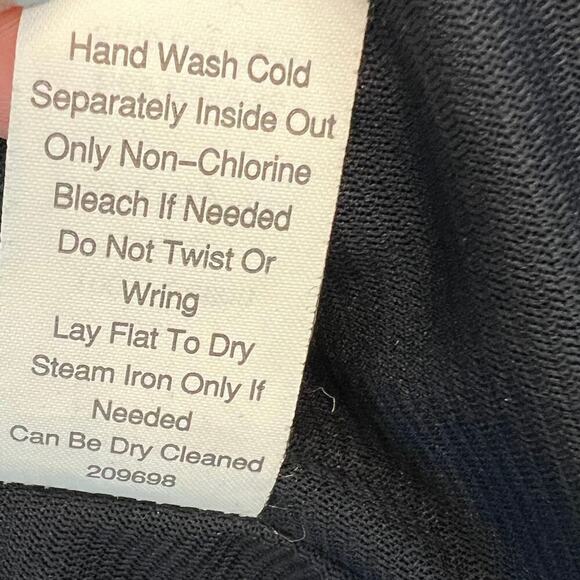 Hand Wash Cold
Separately Inside Out
Only Non-Chlorine
Bleach If Needed
Do Not Twist Or
Wring
Lay Flat To Dry
Steam Iron Only If
Needed
Can Be Dry Cleaned
209698